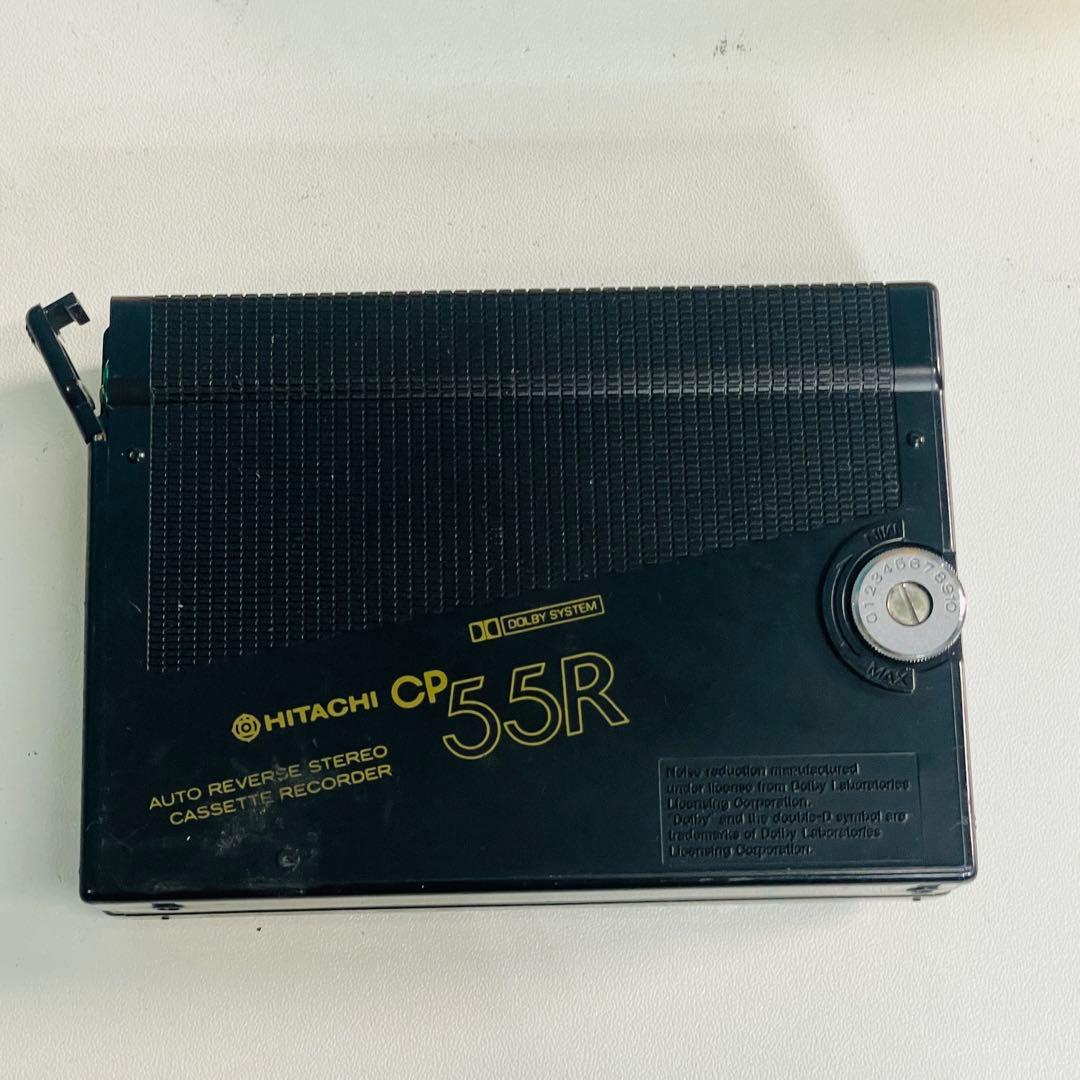 MIN
0 1 2 3 4 5 6 7 8 9 10
MAX
DOLBY SYSTEM
HITACHI CP 55R
AUTO REVERSE STEREO
CASSETTE RECORDER
Noise reduction manufactured
under license from Dolby Laboratories
Licensing Corporation.
"Dolby" and the double-D symbol are
trademarks of Dolby Laboratories
Licensing Corporation.